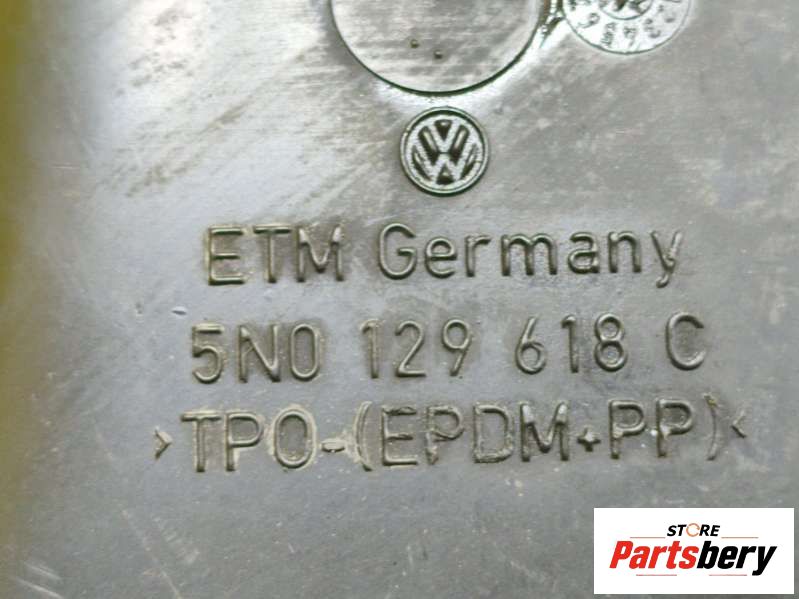 ETM Germany
5N0 129 618 C
>TPO-(EPDM+PP)<
STORE
Partsbery